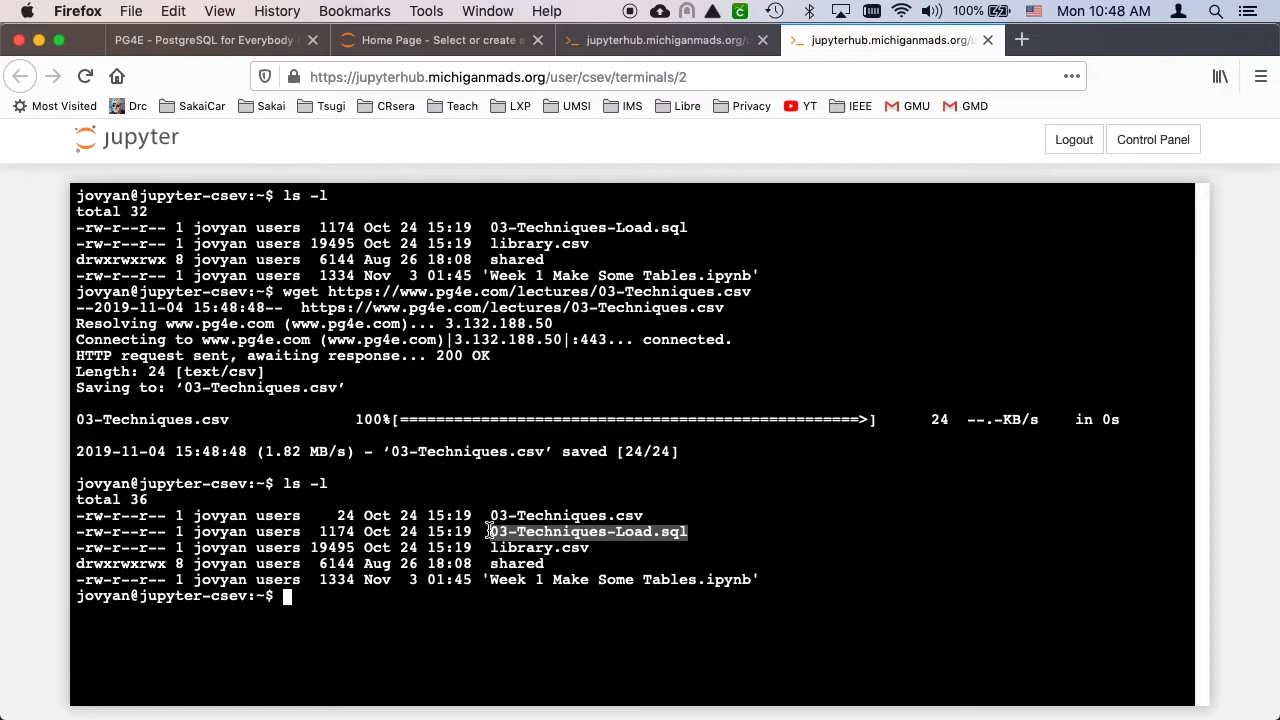 Firefox File Edit View History Bookmarks Tools Window Help 100% Mon 10:48 AM
PG4E - PostgreSQL for Everybody
Home Page - Select or create a
jupyterhub.michiganmads.org/u
jupyterhub.michiganmads.org/u
https://jupyterhub.michiganmads.org/user/csev/terminals/2
Most Visited Drc SakaiCar Sakai Tsugi CRsera Teach LXP UMSI IMS Libre Privacy YT IEEE GMU GMD
jupyter
Logout Control Panel
jovyan@jupyter-csev:~$ ls -l
total 32
-rw-r--r-- 1 jovyan users  1174 Oct 24 15:19  03-Techniques-Load.sql
-rw-r--r-- 1 jovyan users 19495 Oct 24 15:19  library.csv
drwxrwxrwx 8 jovyan users  6144 Aug 26 18:08  shared
-rw-r--r-- 1 jovyan users  1334 Nov  3 01:45 'Week 1 Make Some Tables.ipynb'
jovyan@jupyter-csev:~$ wget https://www.pg4e.com/lectures/03-Techniques.csv
--2019-11-04 15:48:48--  https://www.pg4e.com/lectures/03-Techniques.csv
Resolving www.pg4e.com (www.pg4e.com)... 3.132.188.50
Connecting to www.pg4e.com (www.pg4e.com)|3.132.188.50|:443... connected.
HTTP request sent, awaiting response... 200 OK
Length: 24 [text/csv]
Saving to: ‘03-Techniques.csv’
03-Techniques.csv              100%[===================================================>]      24  --.-KB/s    in 0s
2019-11-04 15:48:48 (1.82 MB/s) - ‘03-Techniques.csv’ saved [24/24]
jovyan@jupyter-csev:~$ ls -l
total 36
-rw-r--r-- 1 jovyan users    24 Oct 24 15:19  03-Techniques.csv
-rw-r--r-- 1 jovyan users  1174 Oct 24 15:19  03-Techniques-Load.sql
-rw-r--r-- 1 jovyan users 19495 Oct 24 15:19  library.csv
drwxrwxrwx 8 jovyan users  6144 Aug 26 18:08  shared
-rw-r--r-- 1 jovyan users  1334 Nov  3 01:45 'Week 1 Make Some Tables.ipynb'
jovyan@jupyter-csev:~$